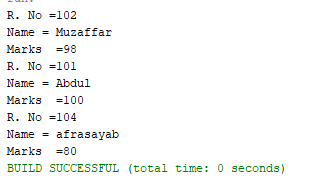 R. No =102
Name = Muzaffar
Marks  =98
R. No =101
Name = Abdul
Marks  =100
R. No =104
Name = afrasayab
Marks  =80
BUILD SUCCESSFUL (total time: 0 seconds)